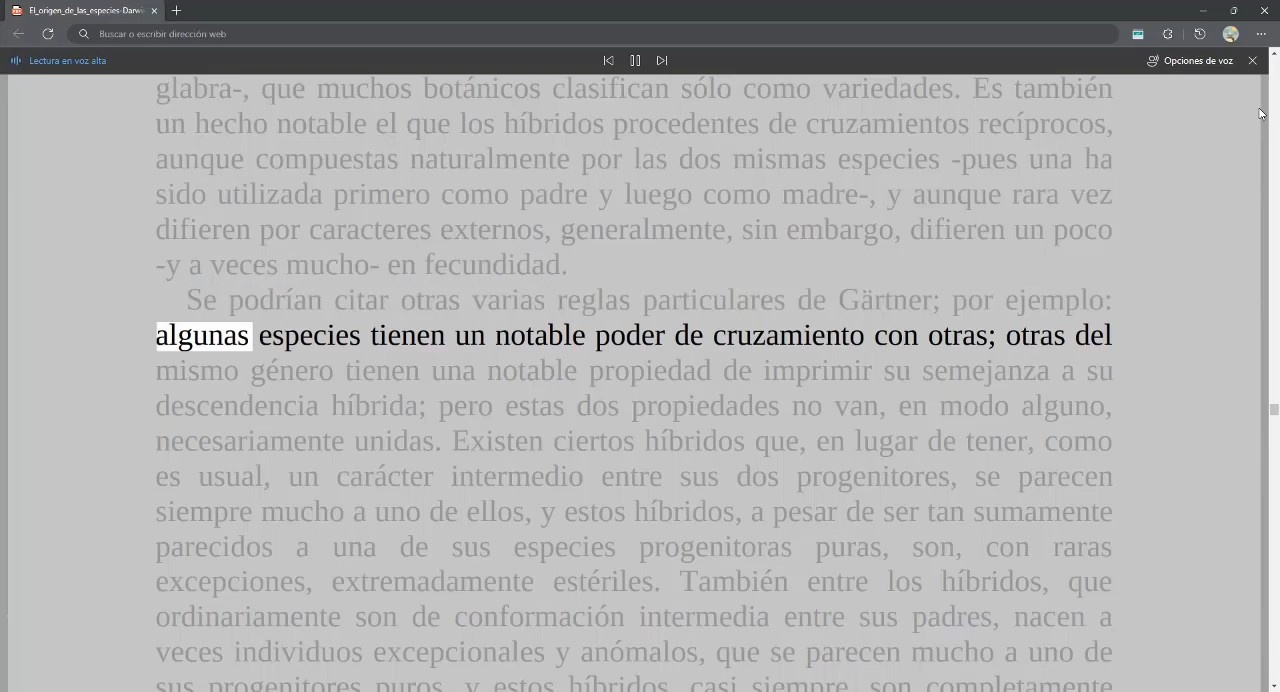 El_origen_de_las_especies-Darwi
Buscar o escribir dirección web
Lectura en voz alta
Opciones de voz
glabra-, que muchos botánicos clasifican sólo como variedades. Es también
un hecho notable el que los híbridos procedentes de cruzamientos recíprocos,
aunque compuestas naturalmente por las dos mismas especies -pues una ha
sido utilizada primero como padre y luego como madre-, y aunque rara vez
difieren por caracteres externos, generalmente, sin embargo, difieren un poco
-y a veces mucho- en fecundidad.
Se podrían citar otras varias reglas particulares de Gärtner; por ejemplo:
algunas especies tienen un notable poder de cruzamiento con otras; otras del
mismo género tienen una notable propiedad de imprimir su semejanza a su
descendencia híbrida; pero estas dos propiedades no van, en modo alguno,
necesariamente unidas. Existen ciertos híbridos que, en lugar de tener, como
es usual, un carácter intermedio entre sus dos progenitores, se parecen
siempre mucho a uno de ellos, y estos híbridos, a pesar de ser tan sumamente
parecidos a una de sus especies progenitoras puras, son, con raras
excepciones, extremadamente estériles. También entre los híbridos, que
ordinariamente son de conformación intermedia entre sus padres, nacen a
veces individuos excepcionales y anómalos, que se parecen mucho a uno de
sus progenitores puros, y estos híbridos, casi siempre, son completamente